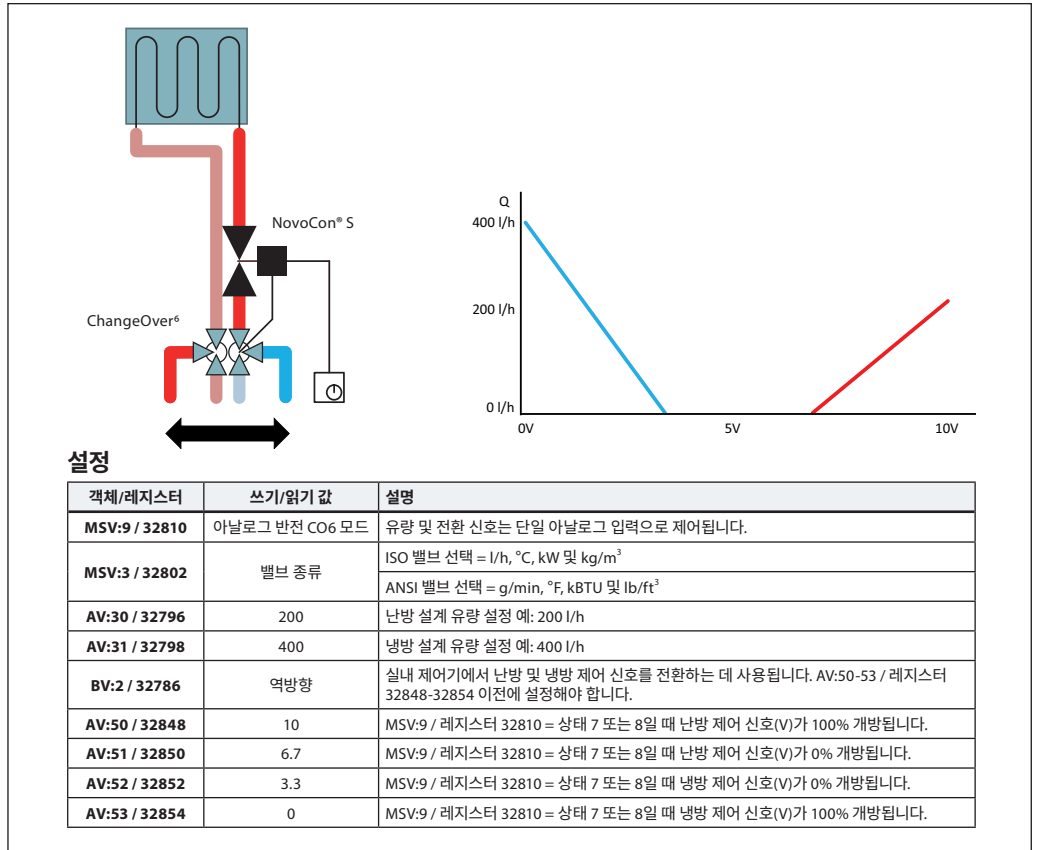 NovoCon® S
ChangeOver⁶
Q
400 l/h
200 l/h
0 l/h
0V
5V
10V
설정
객체/레지스터
쓰기/읽기 값
설명
MSV:9 / 32810
아날로그 반전 CO6 모드
유량 및 전환 신호는 단일 아날로그 입력으로 제어됩니다.
MSV:3 / 32802
밸브 종류
ISO 밸브 선택 = l/h, °C, kW 및 kg/m³
ANSI 밸브 선택 = g/min, °F, kBTU 및 lb/ft³
AV:30 / 32796
200
난방 설계 유량 설정 예: 200 l/h
AV:31 / 32798
400
냉방 설계 유량 설정 예: 400 l/h
BV:2 / 32786
역방향
실내 제어기에서 난방 및 냉방 제어 신호를 전환하는 데 사용됩니다. AV:50-53 / 레지스터
32848-32854 이전에 설정해야 합니다.
AV:50 / 32848
10
MSV:9 / 레지스터 32810 = 상태 7 또는 8일 때 난방 제어 신호(V)가 100% 개방됩니다.
AV:51 / 32850
6.7
MSV:9 / 레지스터 32810 = 상태 7 또는 8일 때 난방 제어 신호(V)가 0% 개방됩니다.
AV:52 / 32852
3.3
MSV:9 / 레지스터 32810 = 상태 7 또는 8일 때 냉방 제어 신호(V)가 0% 개방됩니다.
AV:53 / 32854
0
MSV:9 / 레지스터 32810 = 상태 7 또는 8일 때 냉방 제어 신호(V)가 100% 개방됩니다.